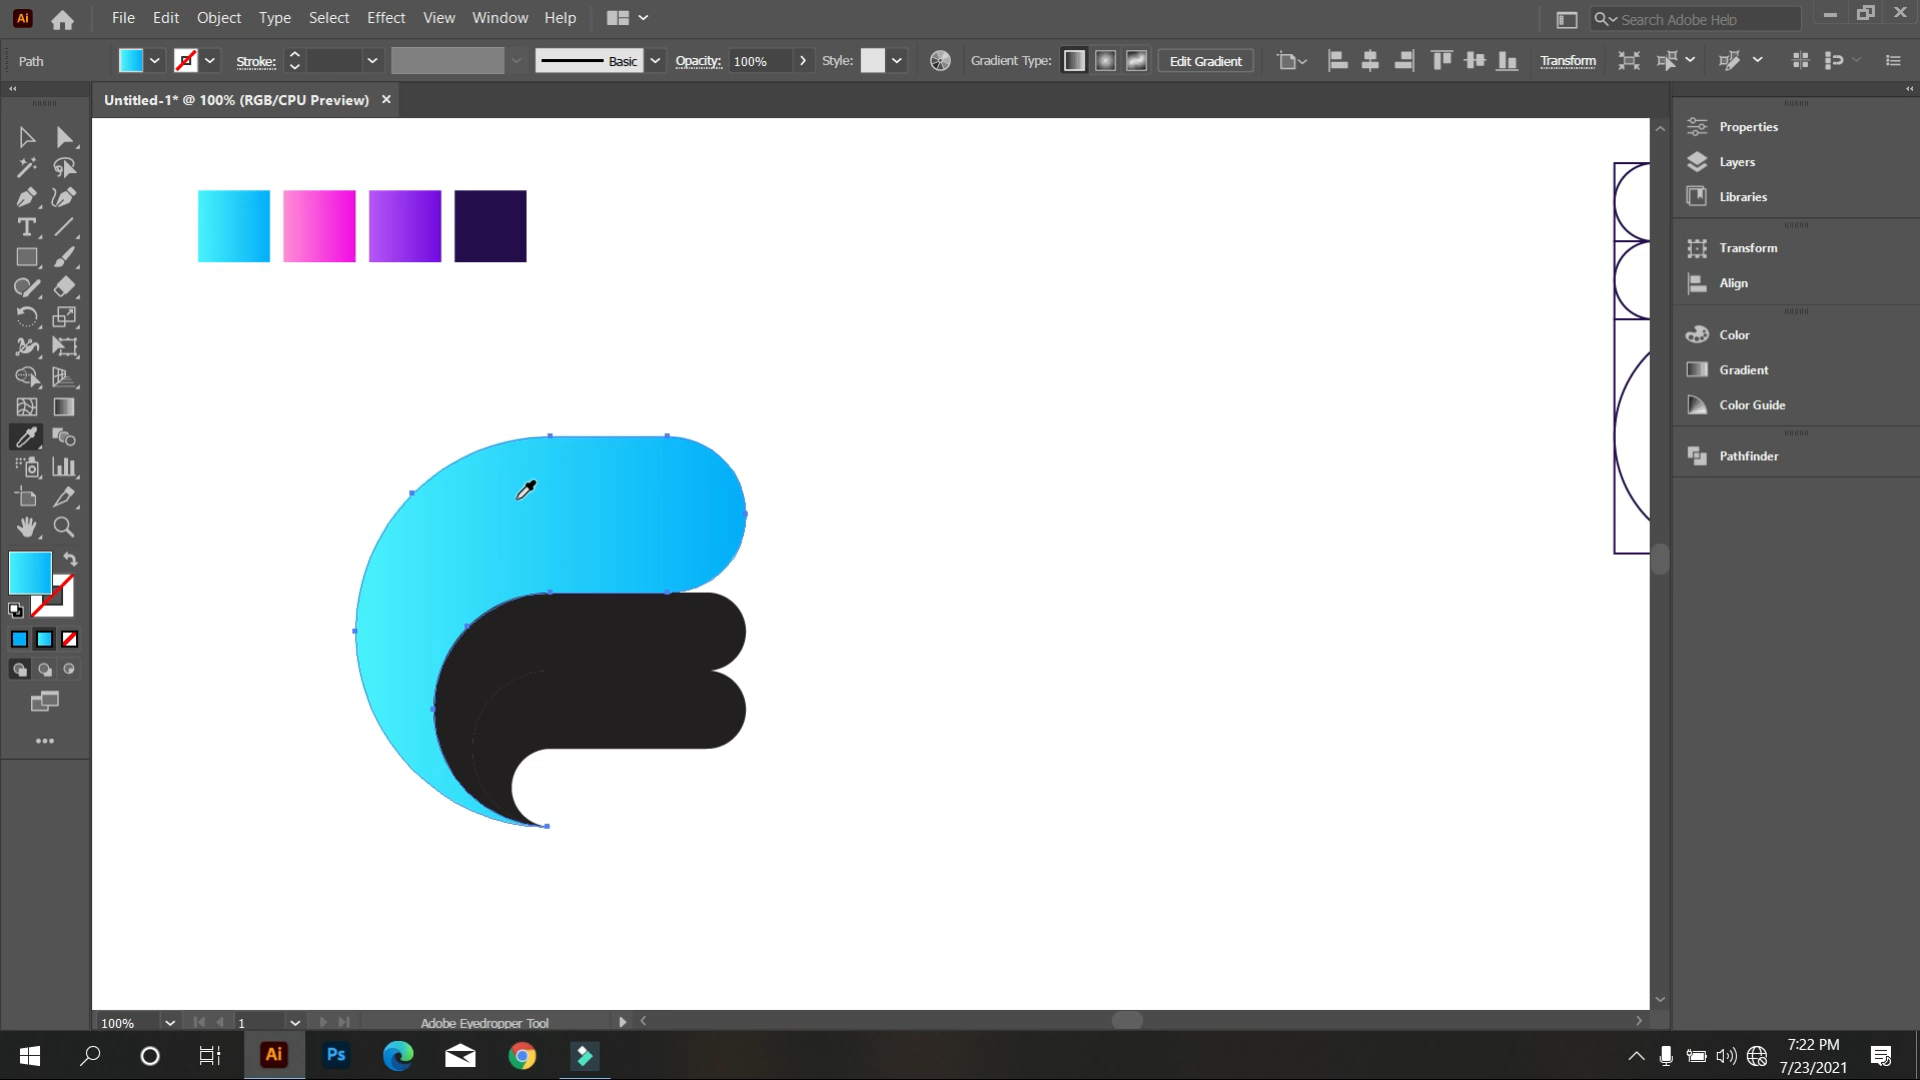 Ai
File Edit Object Type Select Effect View Window Help
Search Adobe Help
Path
Stroke:
Basic
Opacity: 100%
Style:
Gradient Type:
Edit Gradient
Transform
Untitled-1* @ 100% (RGB/CPU Preview) ×
Properties
Layers
Libraries
Transform
Align
Color
Gradient
Color Guide
Pathfinder
T
100%
1
Adobe Eyedropper Tool
Ai
Ps
7:22 PM
7/23/2021